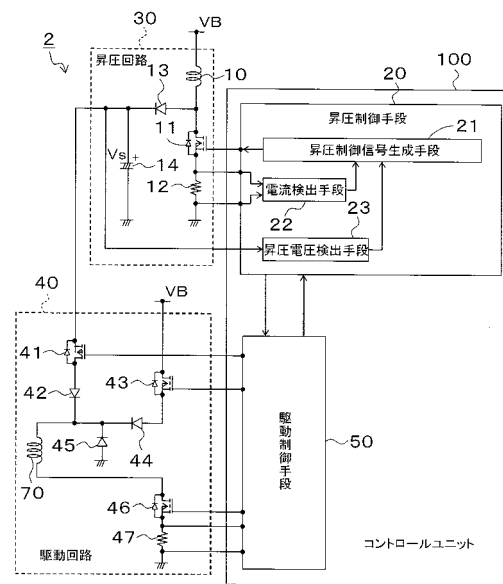 2
30
昇圧回路
VB
10
13
11
Vs
+
14
12
100
20
昇圧制御手段
21
昇圧制御信号生成手段
電流検出手段
22
23
昇圧電圧検出手段
40
VB
41
42
43
45
44
70
46
47
駆動回路
駆動制御手段
50
コントロールユニット